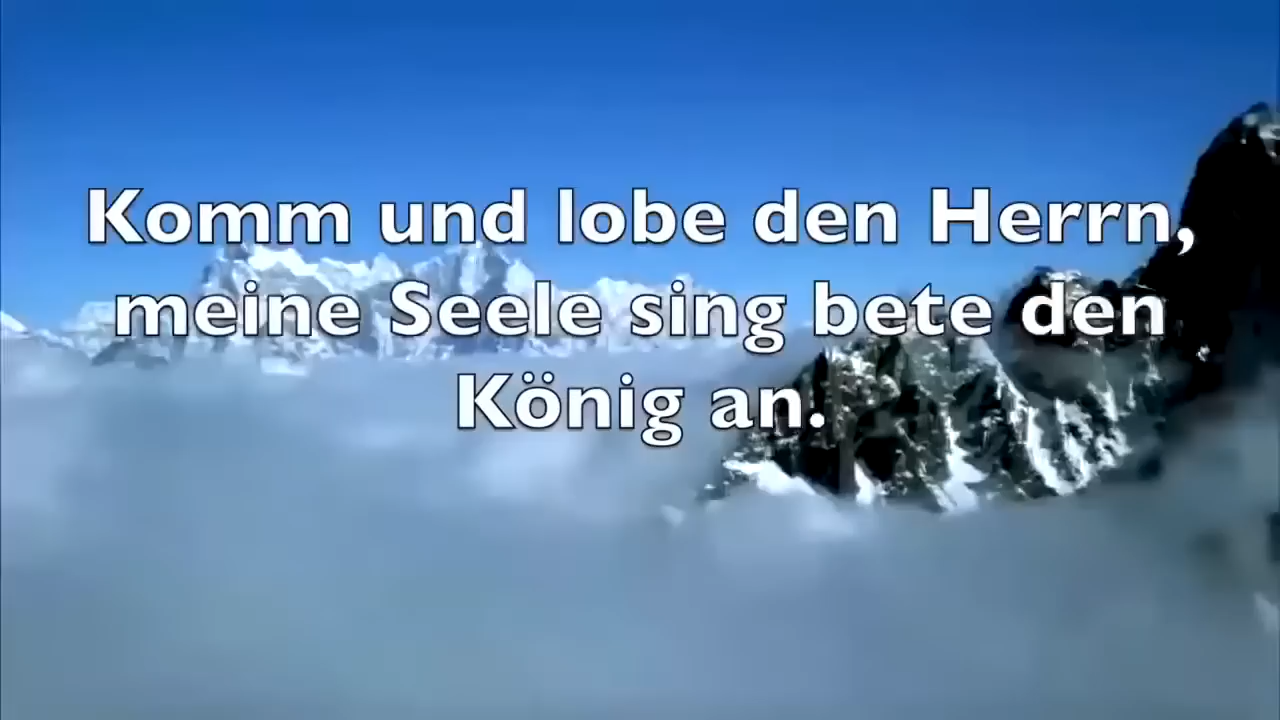 Komm und lobe den Herrn,
meine Seele sing bete den
König an.